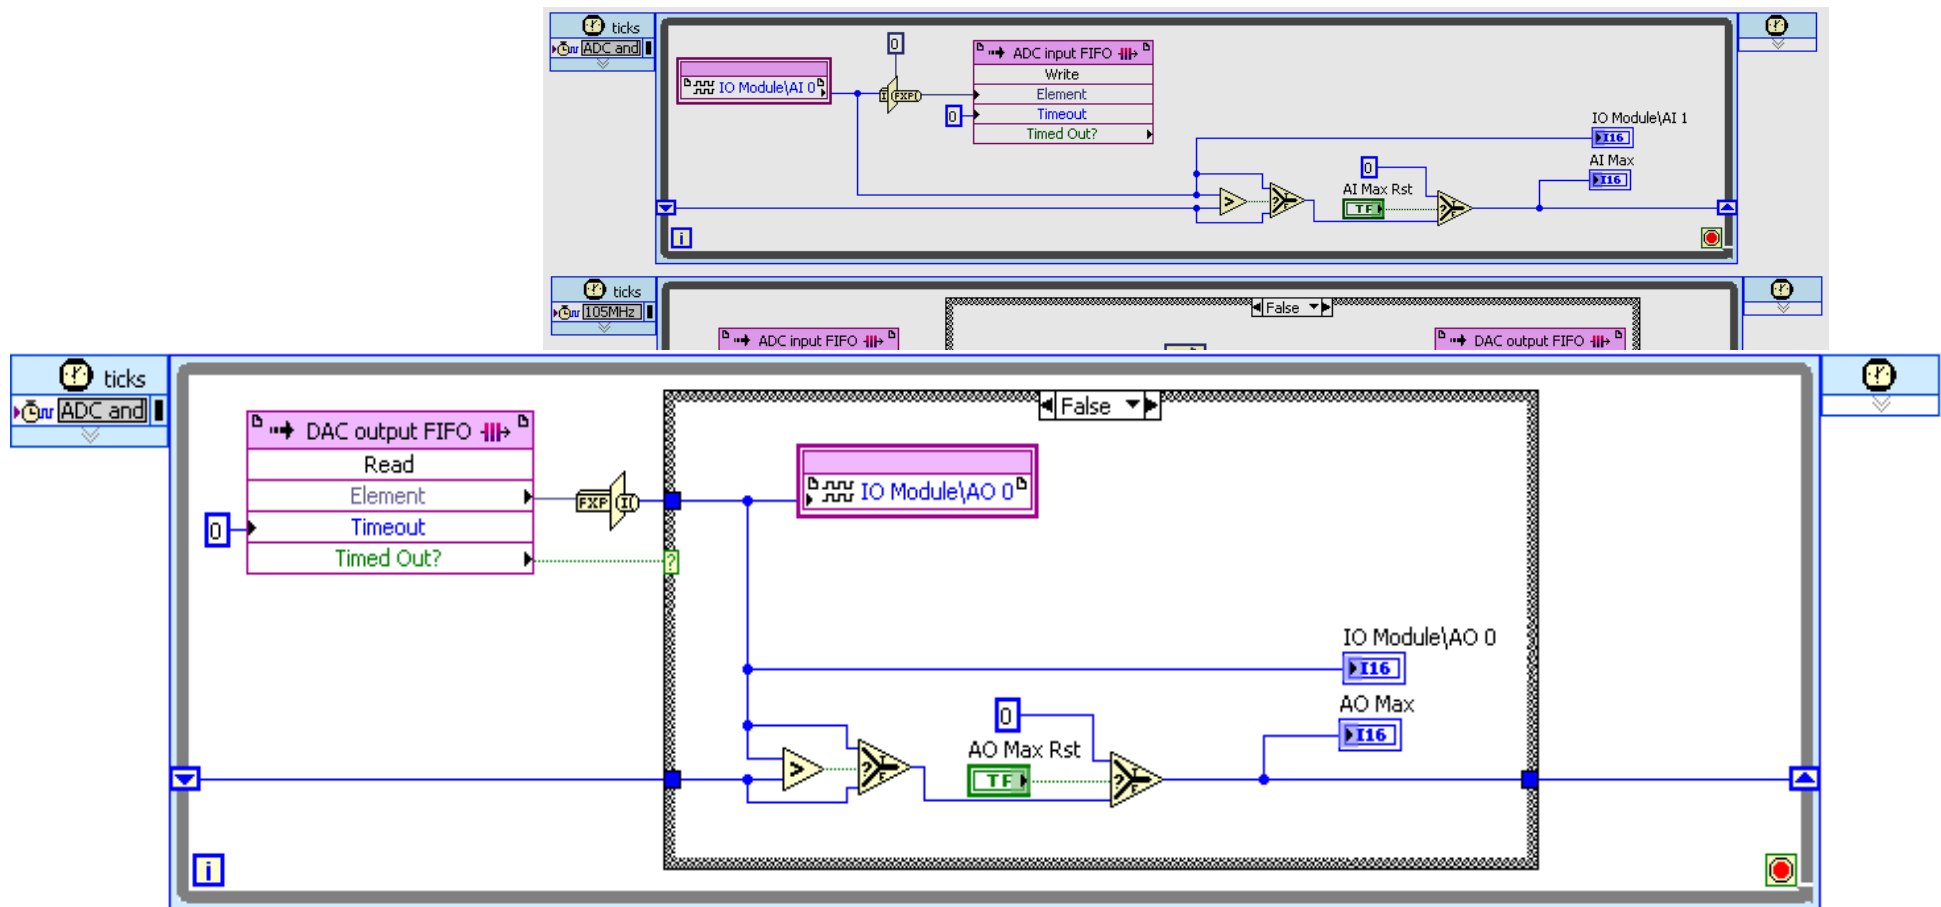 ticks
ADC and
0
ADC input FIFO
Write
Element
Timeout
Timed Out?
IO Module\AI 0
I
FXP(
0
IO Module\AI 1
I16
AI Max
I16
0
AI Max Rst
TF
>
?
T
F
?
F
i
ticks
105MHz
False
ADC input FIFO
DAC output FIFO
ticks
ADC and
False
DAC output FIFO
Read
Element
Timeout
Timed Out?
0
FXP
I(
?
IO Module\AO 0
IO Module\AO 0
I16
AO Max
I16
0
AO Max Rst
TF
>
?
T
F
?
F
i